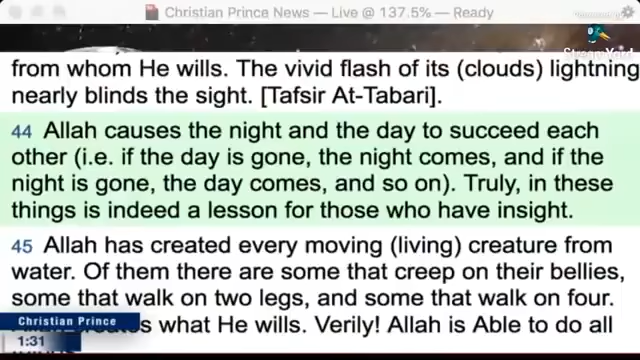 Christian Prince News — Live @ 137.5% — Ready
StreamYard
from whom He wills. The vivid flash of its (clouds) lightning
nearly blinds the sight. [Tafsir At-Tabari].
44 Allah causes the night and the day to succeed each
other (i.e. if the day is gone, the night comes, and if the
night is gone, the day comes, and so on). Truly, in these
things is indeed a lesson for those who have insight.
45 Allah has created every moving (living) creature from
water. Of them there are some that creep on their bellies,
some that walk on two legs, and some that walk on four.
what He wills. Verily! Allah is Able to do all
Christian Prince
1:31